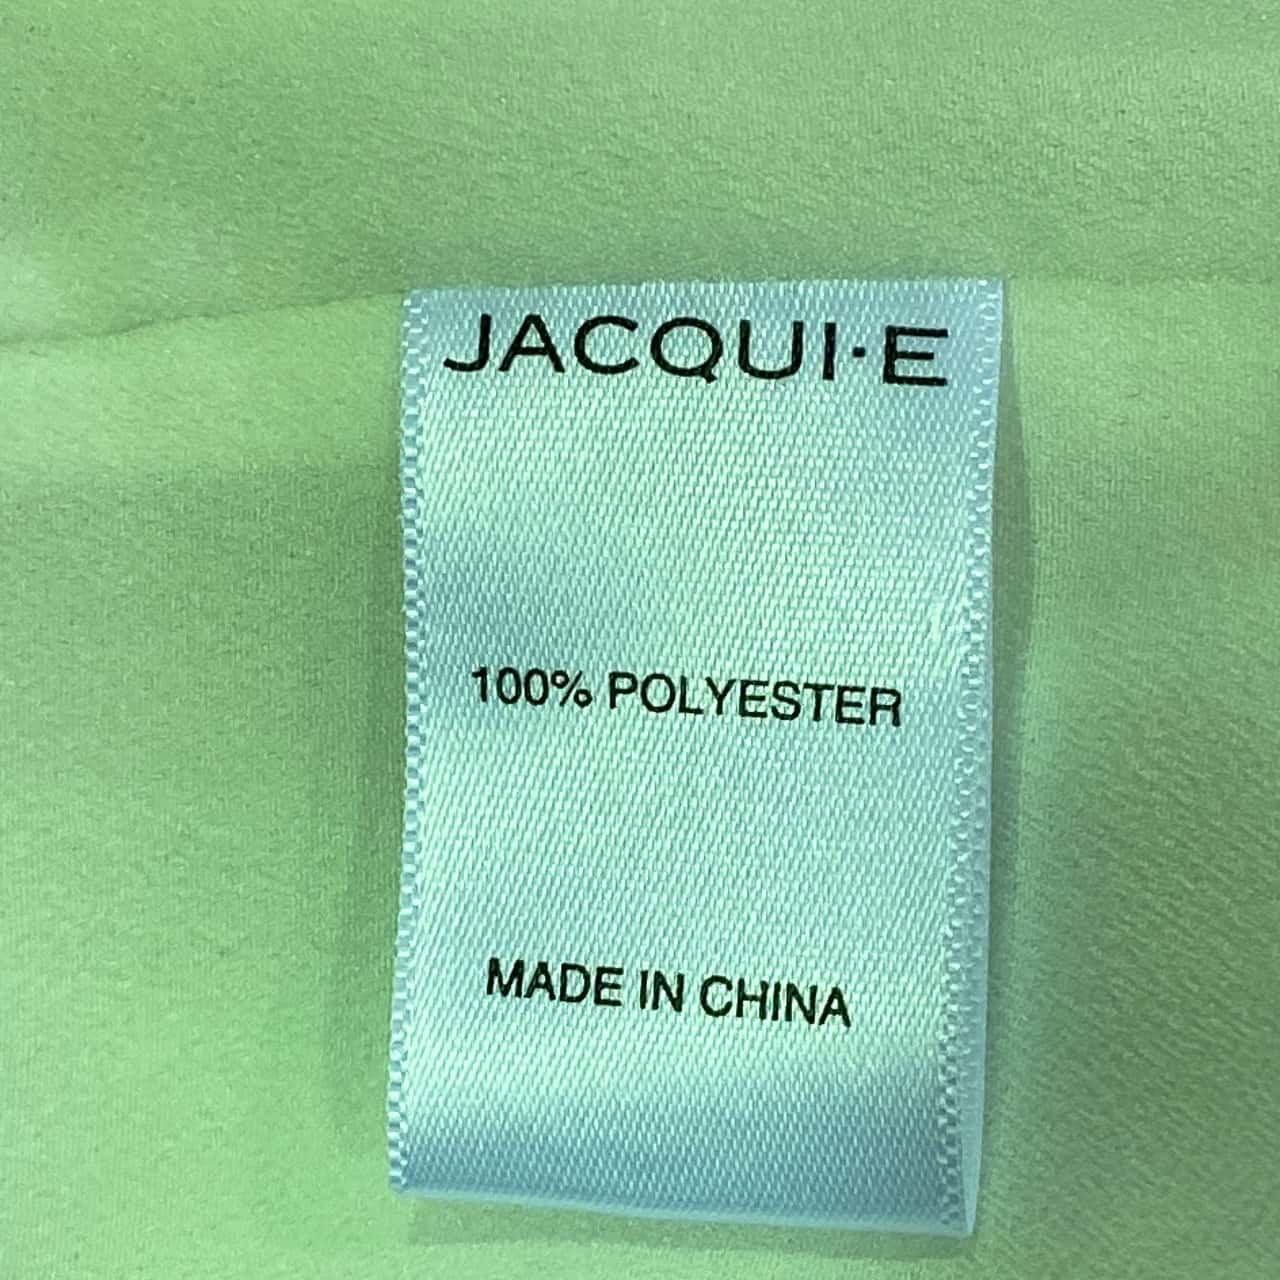 JACQUI·E
100% POLYESTER
MADE IN CHINA